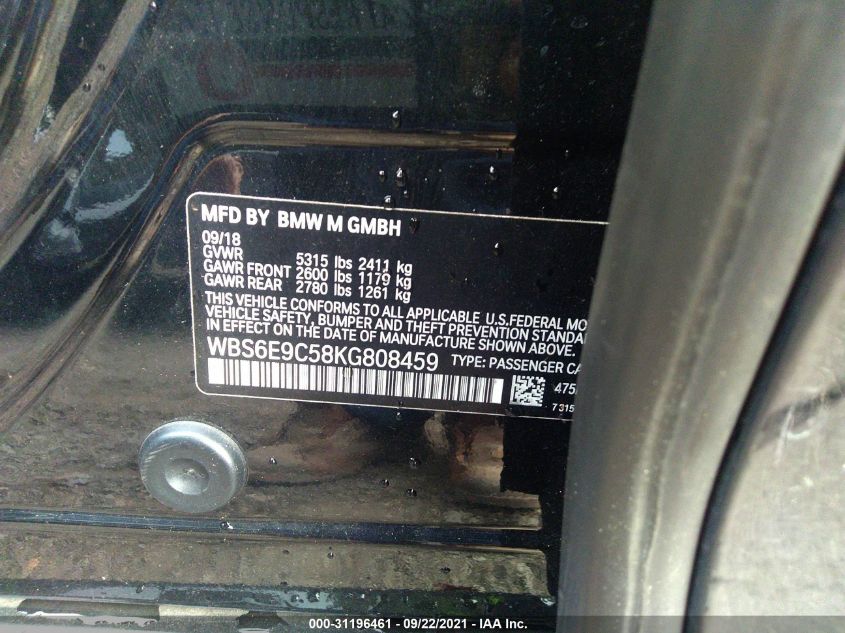 MFD BY BMW M GMBH
09/18
GVWR 5315 lbs 2411 kg
GAWR FRONT 2600 lbs 1179 kg
GAWR REAR 2780 lbs 1261 kg
THIS VEHICLE CONFORMS TO ALL APPLICABLE U.S.FEDERAL MO
VEHICLE SAFETY, BUMPER AND THEFT PREVENTION STANDA
EFFECT ON THE DATE OF MANUFACTURE SHOWN ABOVE.
WBS6E9C58KG808459 TYPE: PASSENGER CA
475
7315
000-31196461 - 09/22/2021 - IAA Inc.